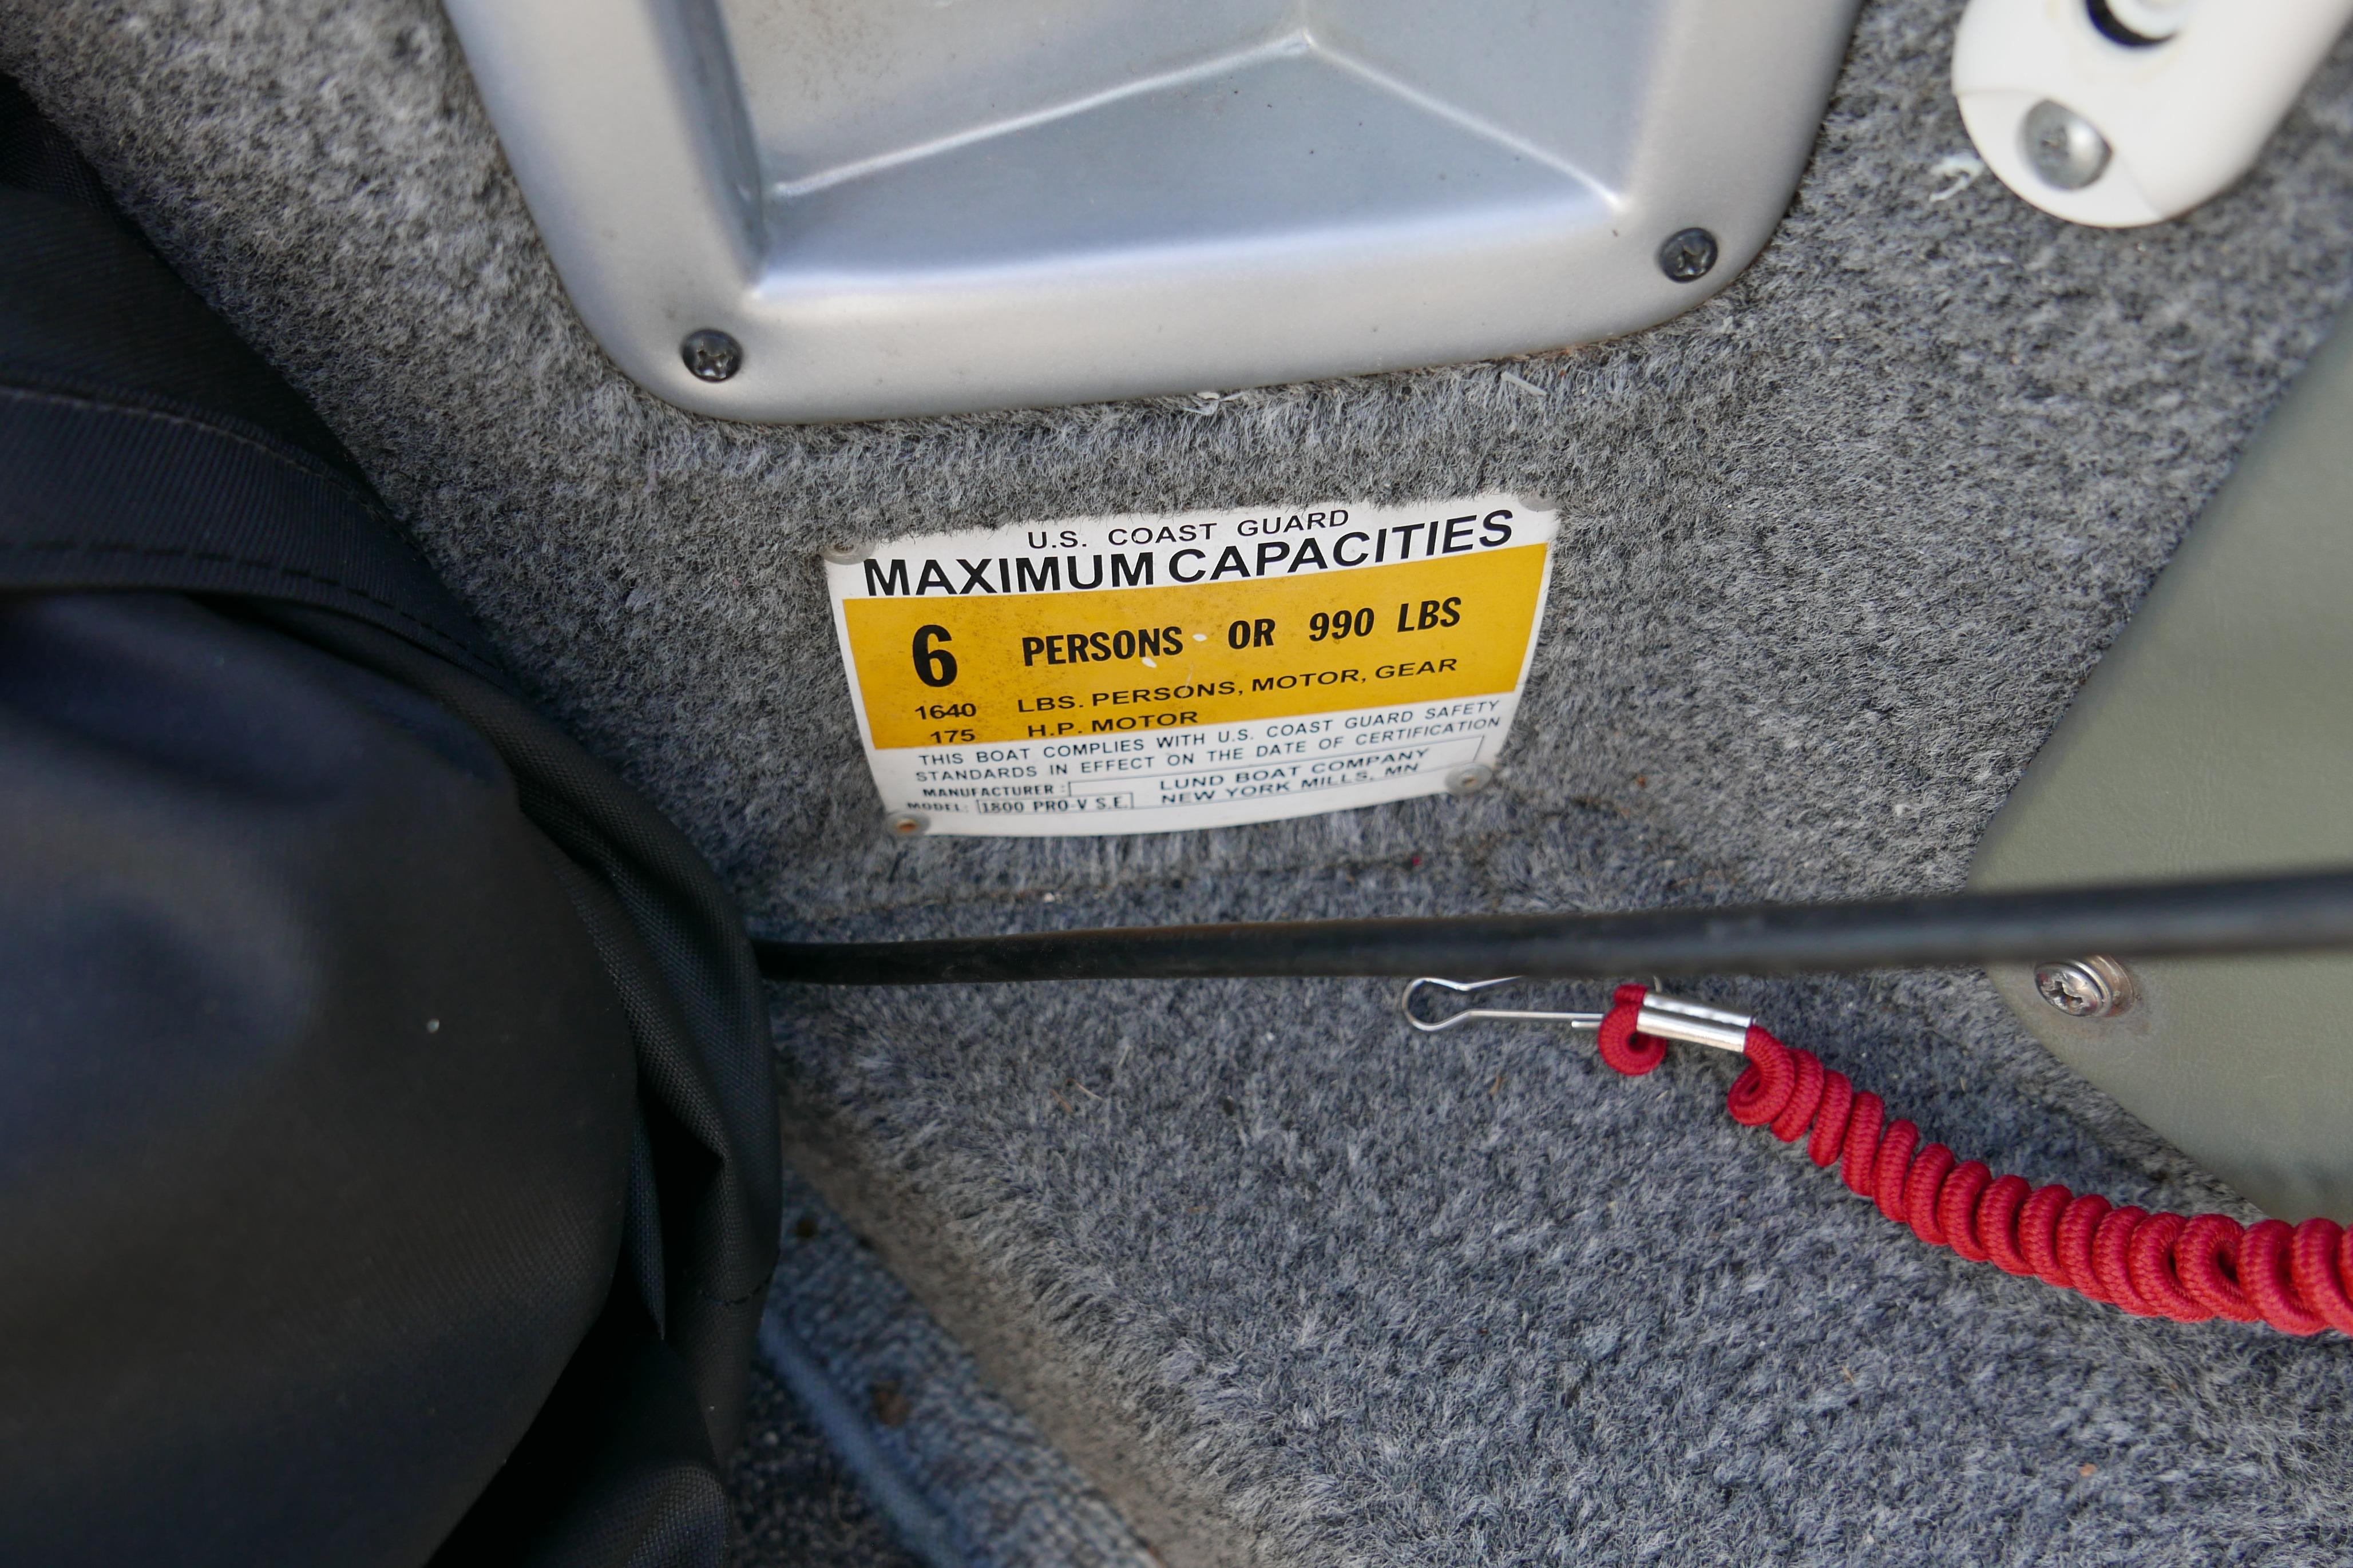 U.S. COAST GUARD
MAXIMUM CAPACITIES
6 PERSONS OR 990 LBS
1640 LBS. PERSONS, MOTOR, GEAR
175 H.P. MOTOR
THIS BOAT COMPLIES WITH U.S. COAST GUARD SAFETY
STANDARDS IN EFFECT ON THE DATE OF CERTIFICATION
MANUFACTURER: LUND BOAT COMPANY
MODEL: 1800 PRO-V S.E. NEW YORK MILLS, MN